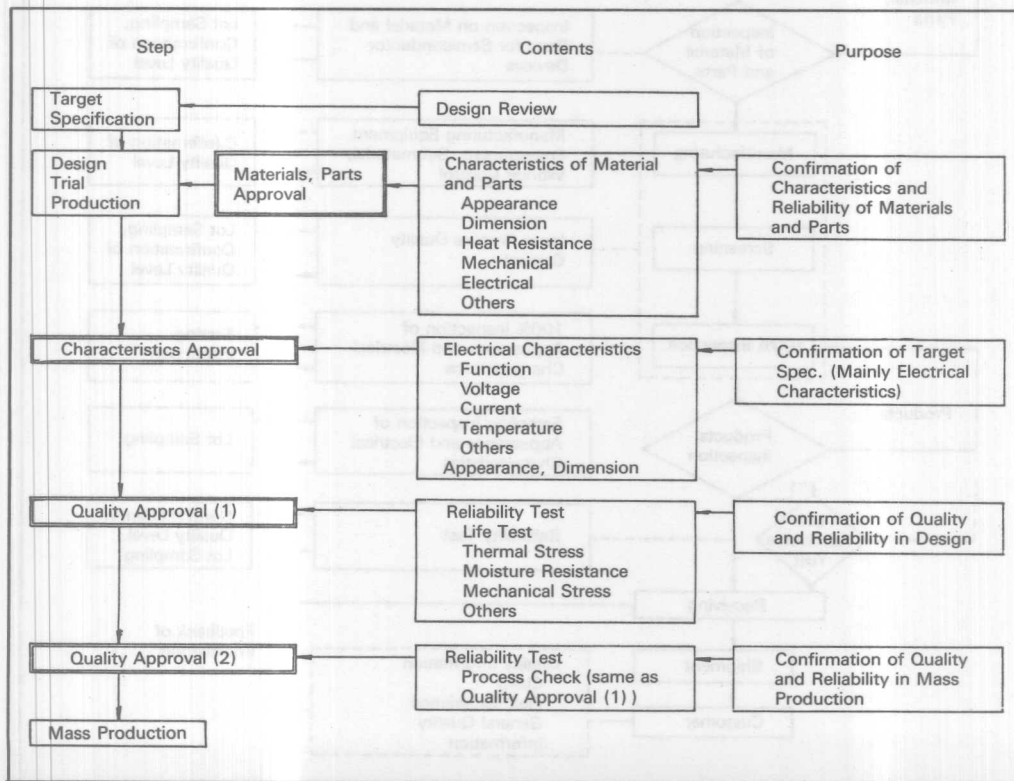 Step
Contents
Purpose
Target
Specification
Design Review
Design
Trial
Production
Materials, Parts
Approval
Characteristics of Material
and Parts
Appearance
Dimension
Heat Resistance
Mechanical
Electrical
Others
Confirmation of
Characteristics and
Reliability of Materials
and Parts
Characteristics Approval
Electrical Characteristics
Function
Voltage
Current
Temperature
Others
Appearance, Dimension
Confirmation of Target
Spec. (Mainly Electrical
Characteristics)
Quality Approval (1)
Reliability Test
Life Test
Thermal Stress
Moisture Resistance
Mechanical Stress
Others
Confirmation of Quality
and Reliability in Design
Quality Approval (2)
Reliability Test
Process Check (same as
Quality Approval (1) )
Confirmation of Quality
and Reliability in Mass
Production
Mass Production